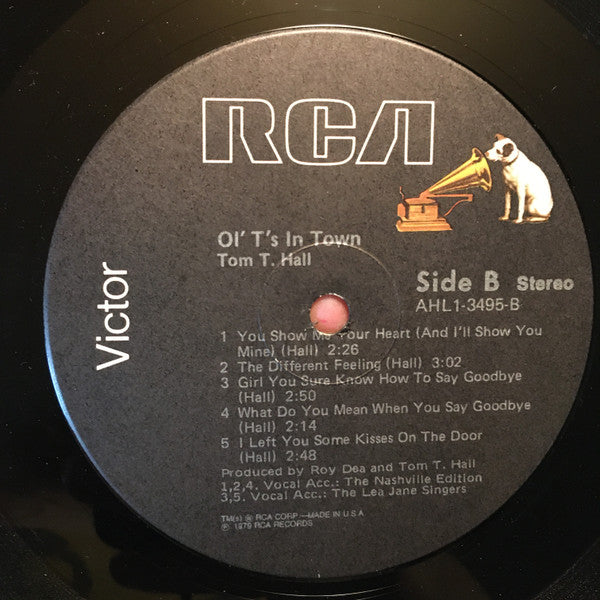 RCA
Victor
Ol' T's In Town
Tom T. Hall
Side B Stereo
AHL1-3495-B
1 You Show Me Your Heart (And I'll Show You
Mine) (Hall) 2:26
2 The Different Feeling (Hall) 3:02
3 Girl You Sure Know How To Say Goodbye
(Hall) 2:50
4 What Do You Mean When You Say Goodbye
(Hall) 2:14
5 I Left You Some Kisses On The Door
(Hall) 2:48
Produced by Roy Dea and Tom T. Hall
1,2,4. Vocal Acc.: The Nashville Edition
3,5. Vocal Acc.: The Lea Jane Singers
TM(s) ® RCA CORP.—MADE IN U.S.A
℗ 1979 RCA RECORDS